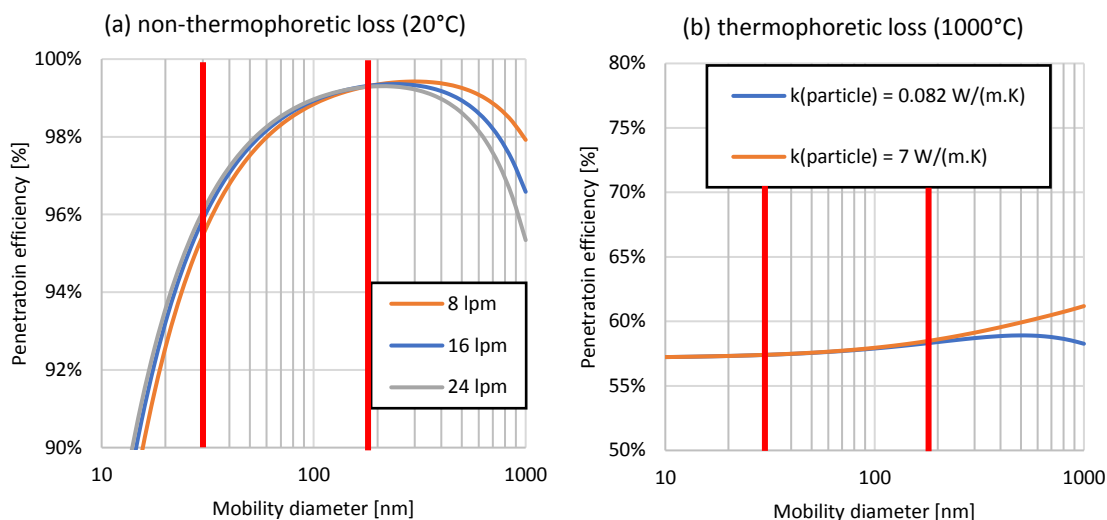 (a) non-thermophoretic loss (20°C)
100%
98%
96%
94%
92%
90%
Penetratoin efficiency [%]
8 lpm
16 lpm
24 lpm
10
100
1000
Mobility diameter [nm]
(b) thermophoretic loss (1000°C)
80%
75%
70%
65%
60%
55%
50%
Penetratoin efficiency [%]
k(particle) = 0.082 W/(m.K)
k(particle) = 7 W/(m.K)
10
100
1000
Mobility diameter [nm]